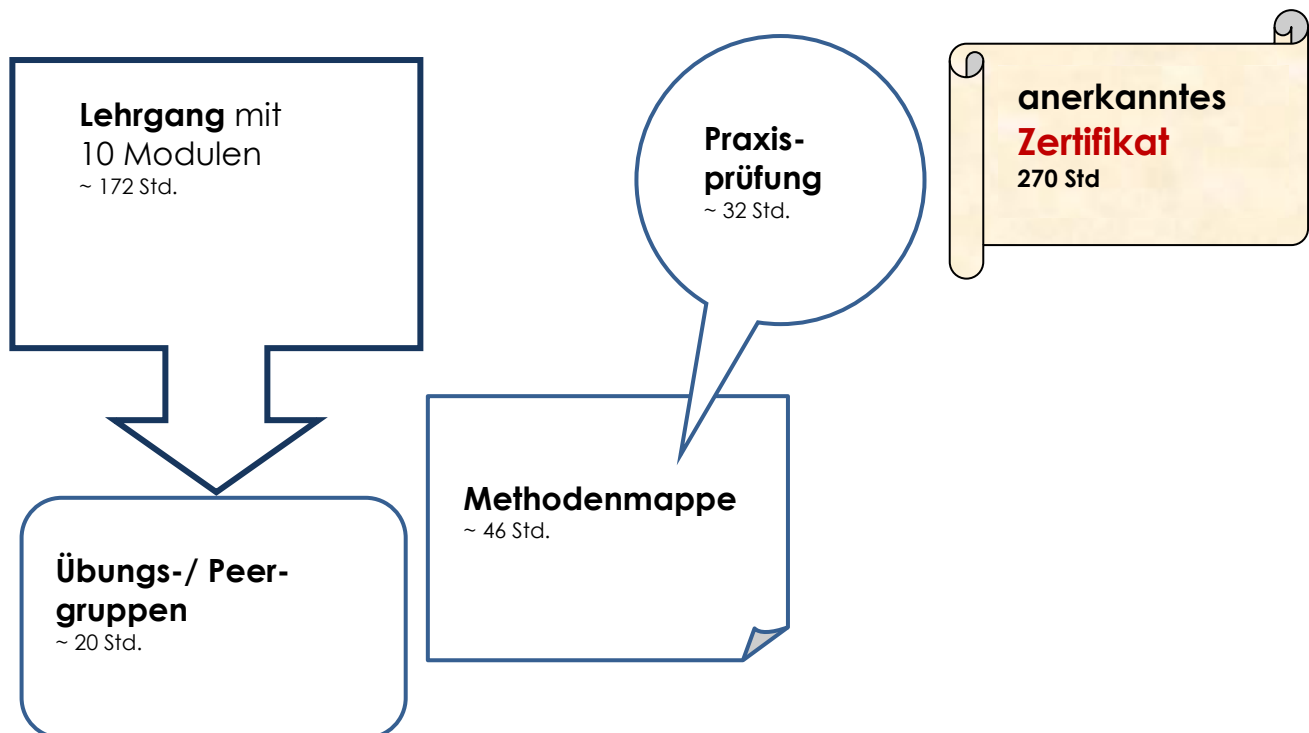 Lehrgang mit
10 Modulen
~ 172 Std.
Übungs-/ Peer-
gruppen
~ 20 Std.
Methodenmappe
~ 46 Std.
Praxis-
prüfung
~ 32 Std.
anerkanntes
Zertifikat
270 Std